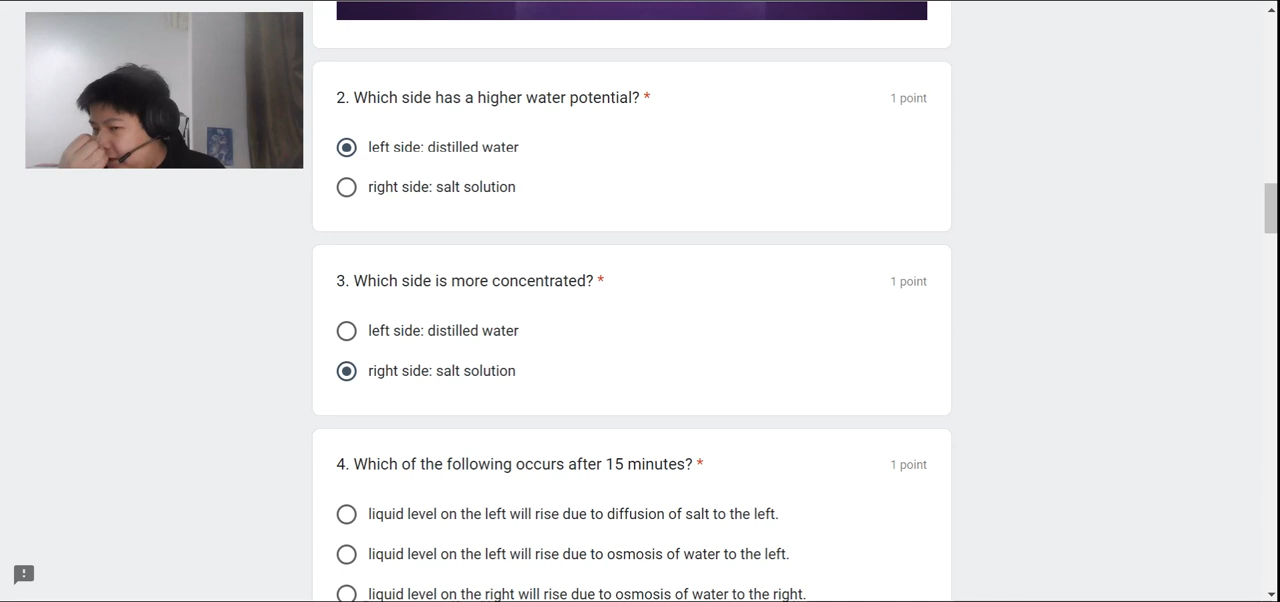 2. Which side has a higher water potential? *
1 point
left side: distilled water
right side: salt solution
3. Which side is more concentrated? *
1 point
left side: distilled water
right side: salt solution
4. Which of the following occurs after 15 minutes? *
1 point
liquid level on the left will rise due to diffusion of salt to the left.
liquid level on the left will rise due to osmosis of water to the left.
liquid level on the right will rise due to osmosis of water to the right.